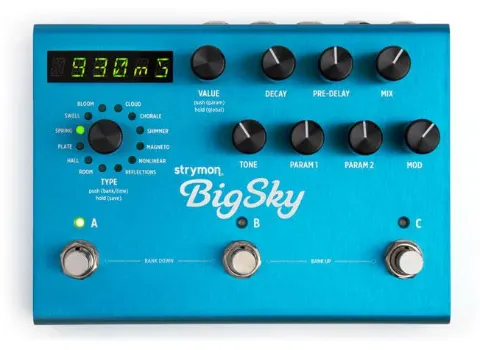 930mS
VALUE
push (param)
hold (global)
DECAY
PRE-DELAY
MIX
BLOOM
CLOUD
SWELL
CHORALE
SPRING
SHIMMER
PLATE
MAGNETO
HALL
NONLINEAR
ROOM
REFLECTIONS
TYPE
push (bank/time)
hold (save)
TONE
PARAM 1
PARAM 2
MOD
strymon
BigSky
A
B
C
BANK DOWN
BANK UP